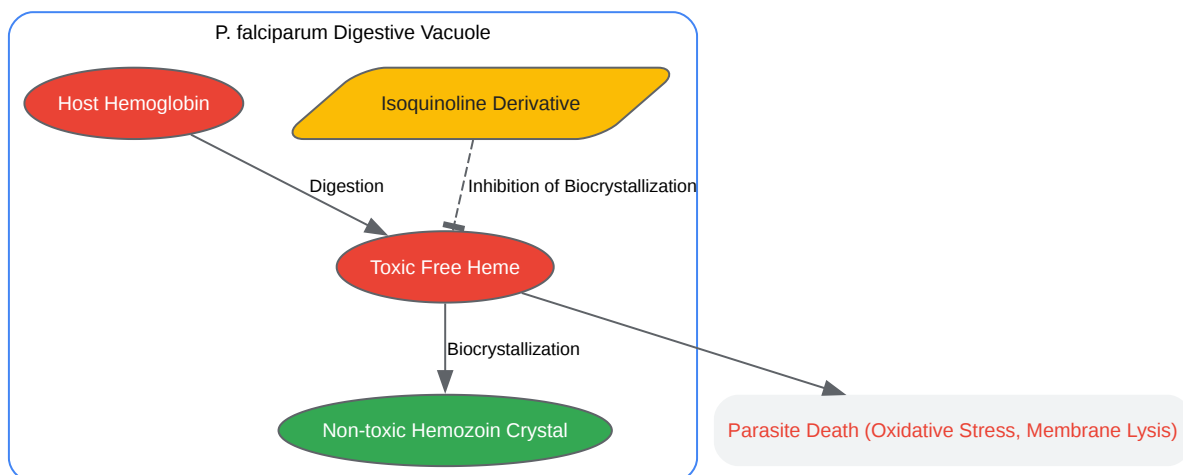 P. falciparum Digestive Vacuole
Host Hemoglobin
Isoquinoline Derivative
Digestion
Inhibition of Biocrystallization
Toxic Free Heme
Biocrystallization
Non-toxic Hemozoin Crystal
Parasite Death (Oxidative Stress, Membrane Lysis)